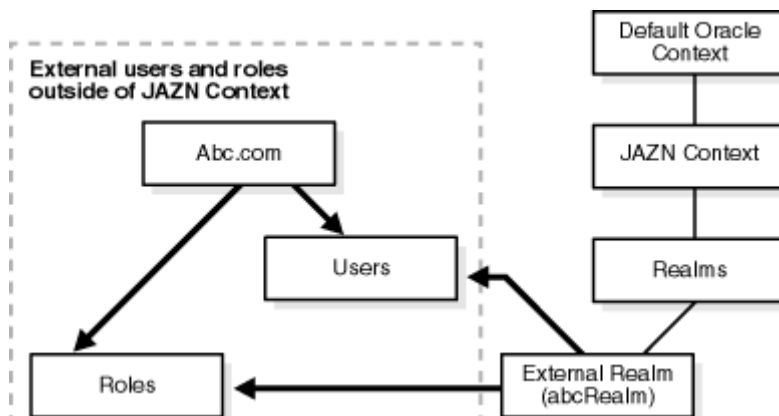 Default Oracle
Context
External users and roles
outside of JAZN Context
Abc.com
JAZN Context
Users
Realms
Roles
External Realm
(abcRealm)